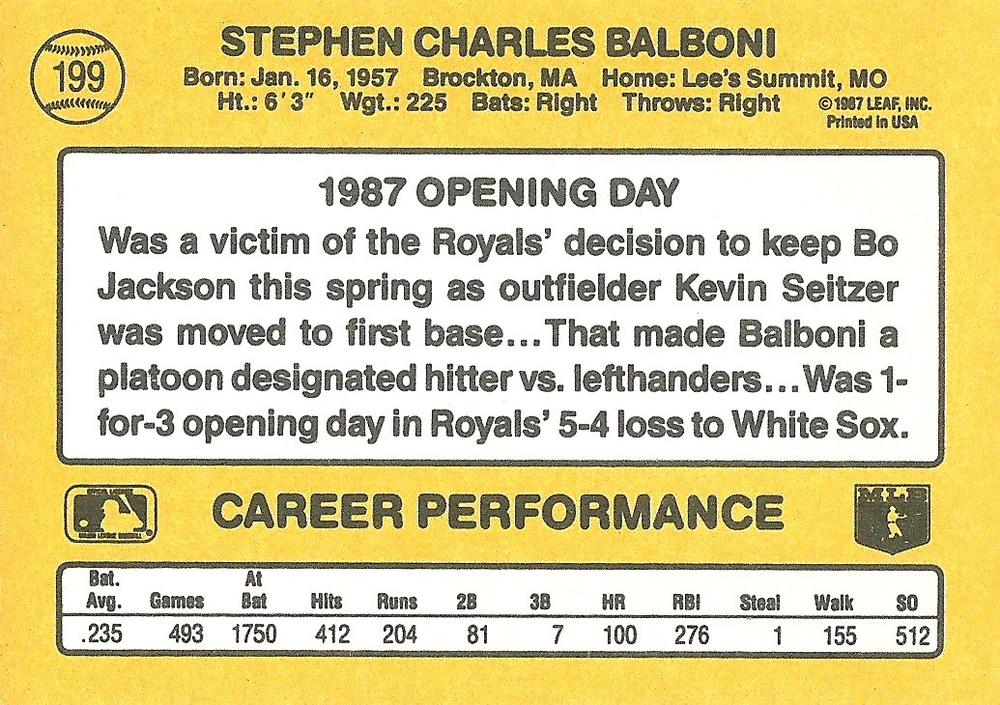 199
STEPHEN CHARLES BALBONI
Born: Jan. 16, 1957 Brockton, MA Home: Lee's Summit, MO
Ht.: 6'3" Wgt.: 225 Bats: Right Throws: Right
©1987 LEAF, INC.
Printed in USA
1987 OPENING DAY
Was a victim of the Royals' decision to keep Bo
Jackson this spring as outfielder Kevin Seitzer
was moved to first base...That made Balboni a
platoon designated hitter vs. lefthanders...Was 1-
for-3 opening day in Royals' 5-4 loss to White Sox.
CAREER PERFORMANCE
MLB
Bat. Avg. Games At Bat Hits Runs 2B 3B HR RBI Steal Walk SO
.235 493 1750 412 204 81 7 100 276 1 155 512